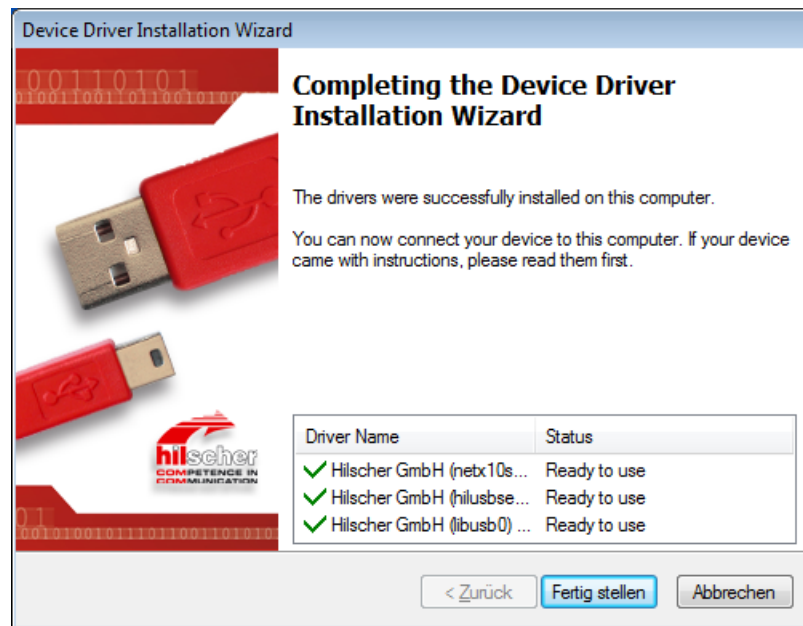 Device Driver Installation Wizard
Completing the Device Driver
Installation Wizard
The drivers were successfully installed on this computer.
You can now connect your device to this computer. If your device
came with instructions, please read them first.
hilscher
COMPETENCE IN
COMMUNICATION
Driver Name Status
Hilscher GmbH (netx10s... Ready to use
Hilscher GmbH (hilusbse... Ready to use
Hilscher GmbH (libusb0) ... Ready to use
< Zurück Fertig stellen Abbrechen